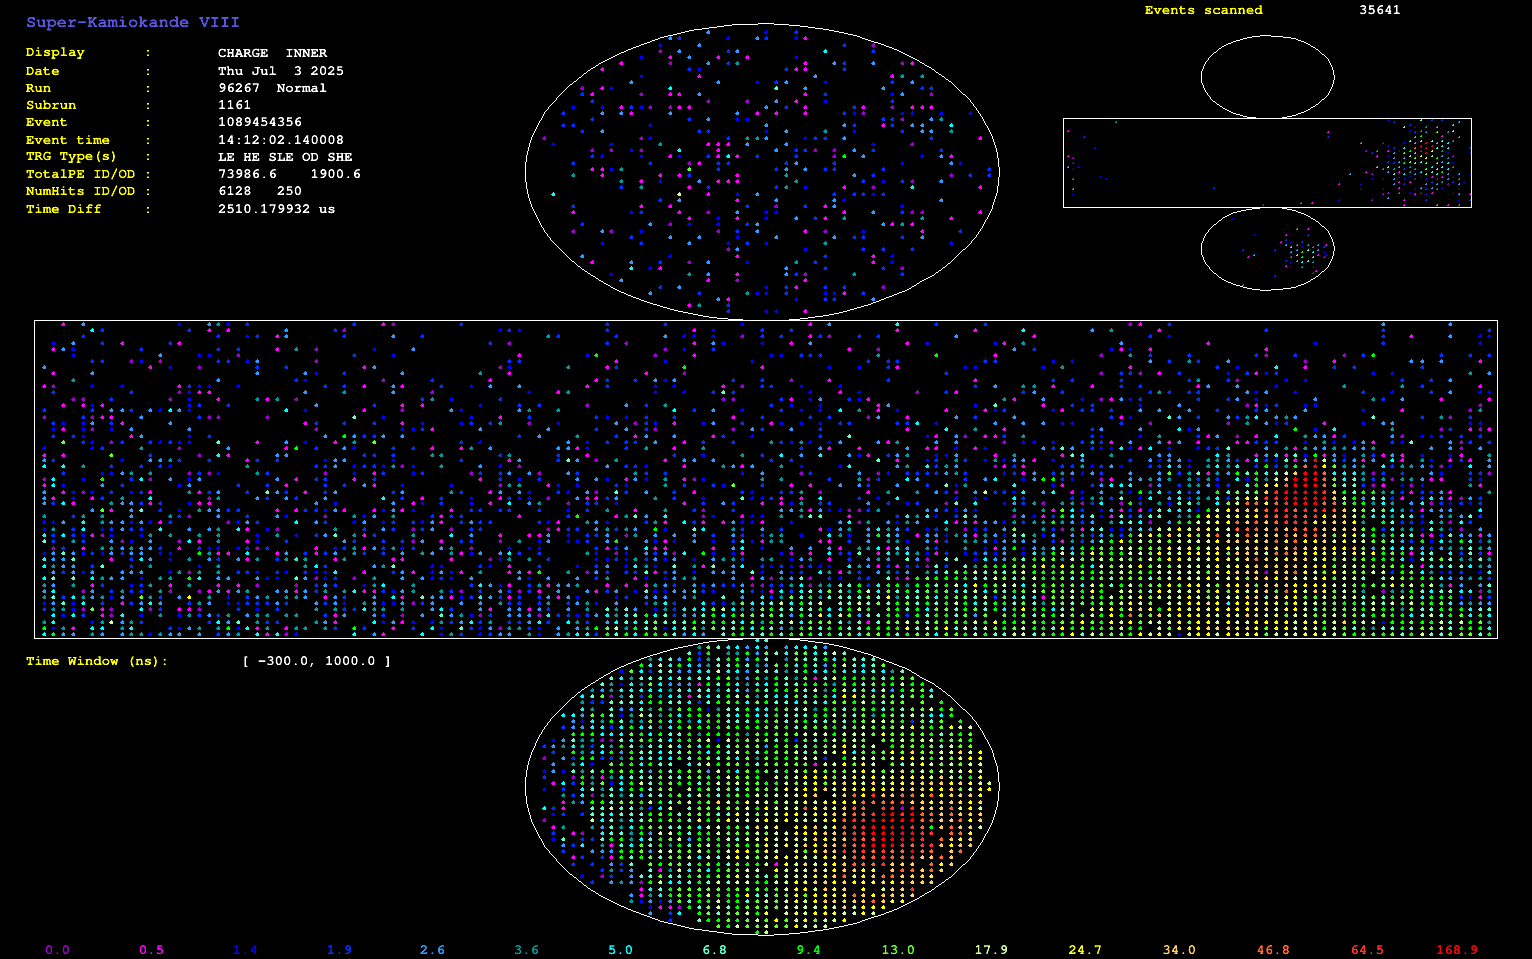 Super-Kamiokande VIII
Events scanned 35641
Display : CHARGE INNER
Date : Thu Jul 3 2025
Run : 96267 Normal
Subrun : 1161
Event : 1089454356
Event time : 14:12:02.140008
TRG Type(s) : LE HE SLE OD SHE
TotalPE ID/OD : 73986.6 1900.6
NumHits ID/OD : 6128 250
Time Diff : 2510.179932 us
Time Window (ns): [ -300.0, 1000.0 ]
0.0 0.5 1.4 1.9 2.6 3.6 5.0 6.8 9.4 13.0 17.9 24.7 34.0 46.8 64.5 168.9